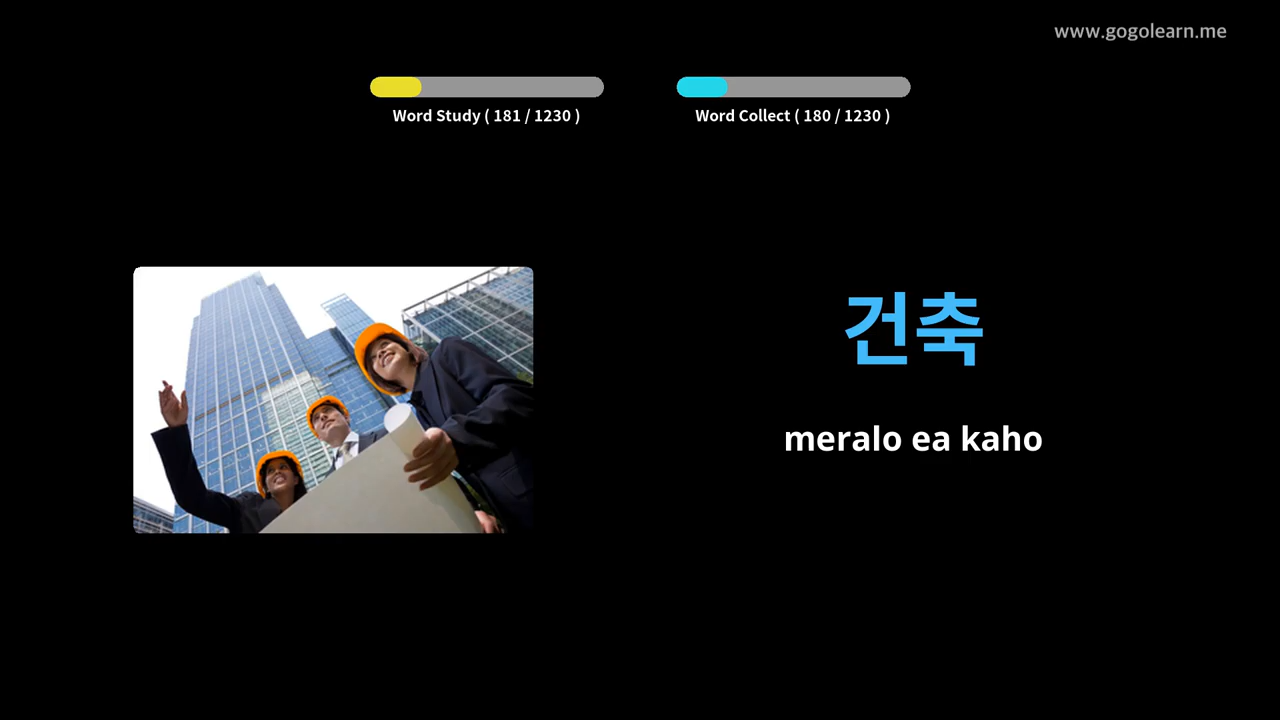 www.gogolearn.me
Word Study ( 181 / 1230 )
Word Collect ( 180 / 1230 )
건축
meralo ea kaho